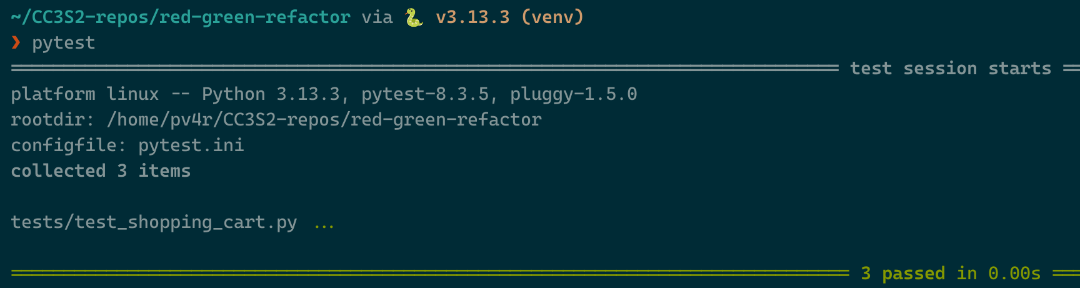 ~/CC3S2-repos/red-green-refactor via 🐍 v3.13.3 (venv)
❯ pytest
═══════════════════════════════ test session starts ═
platform linux -- Python 3.13.3, pytest-8.3.5, pluggy-1.5.0
rootdir: /home/pv4r/CC3S2-repos/red-green-refactor
configfile: pytest.ini
collected 3 items
tests/test_shopping_cart.py ...
═══════════════════════════════ 3 passed in 0.00s ═